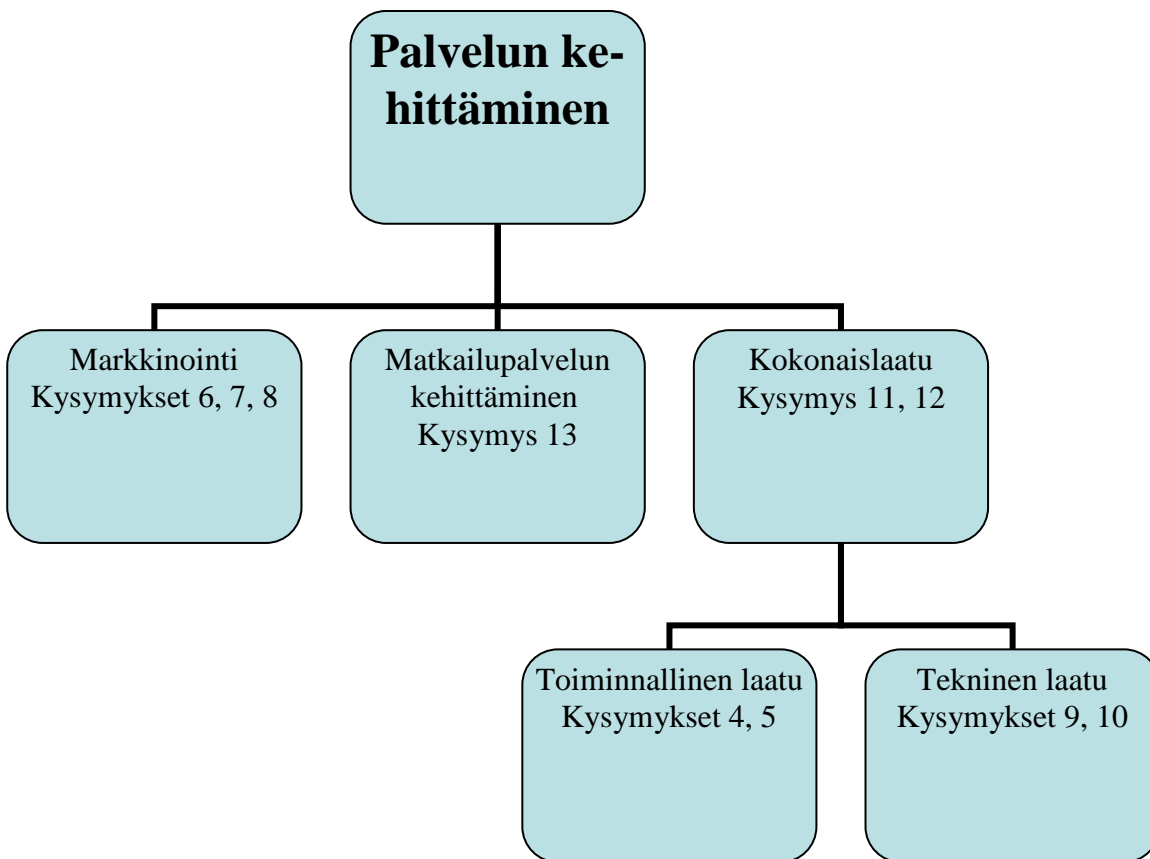 Palvelun ke-
hittäminen
Markkinointi
Kysymykset 6, 7, 8
Matkailupalvelun
kehittäminen
Kysymys 13
Kokonaislaatu
Kysymys 11, 12
Toiminnallinen laatu
Kysymykset 4, 5
Tekninen laatu
Kysymykset 9, 10